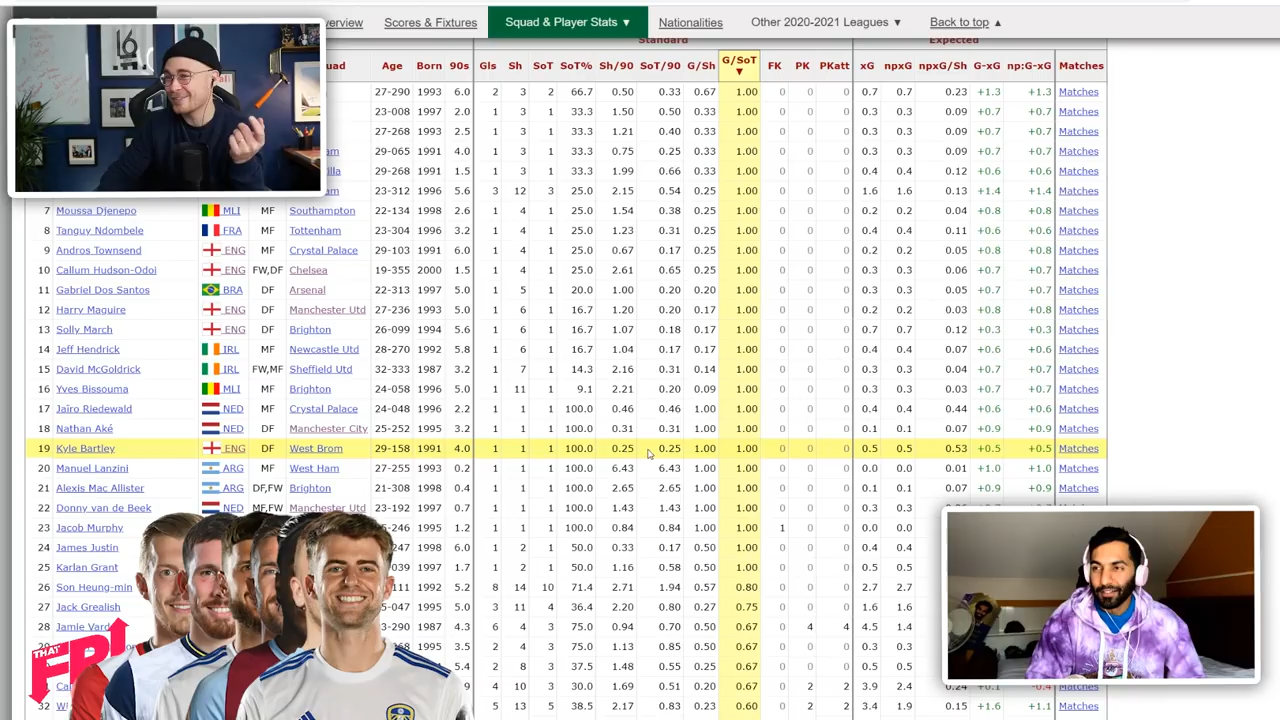 verview Scores & Fixtures Squad & Player Stats ▼ Nationalities Other 2020-2021 Leagues ▼ Back to top ▲
Standard Expected
uad Age Born 90s Gls Sh SoT SoT% Sh/90 SoT/90 G/Sh G/SoT ▼ FK PK PKatt xG npxG npxG/Sh G-xG np:G-xG Matches
27-290 1993 6.0 2 3 2 66.7 0.50 0.33 0.67 1.00 0 0 0 0.7 0.7 0.23 +1.3 +1.3 Matches
23-008 1997 2.0 1 3 1 33.3 1.50 0.50 0.33 1.00 0 0 0 0.3 0.3 0.09 +0.7 +0.7 Matches
27-268 1993 2.5 1 3 1 33.3 1.21 0.40 0.33 1.00 0 0 0 0.3 0.3 0.09 +0.7 +0.7 Matches
am 29-065 1991 4.0 1 3 1 33.3 0.75 0.25 0.33 1.00 0 0 0 0.3 0.3 0.09 +0.7 +0.7 Matches
illa 29-268 1991 1.5 1 3 1 33.3 1.99 0.66 0.33 1.00 0 0 0 0.4 0.4 0.12 +0.6 +0.6 Matches
am 23-312 1996 5.6 3 12 3 25.0 2.15 0.54 0.25 1.00 0 0 0 1.6 1.6 0.13 +1.4 +1.4 Matches
7 Moussa Djenepo MLI MF Southampton 22-134 1998 2.6 1 4 1 25.0 1.54 0.38 0.25 1.00 0 0 0 0.2 0.2 0.04 +0.8 +0.8 Matches
8 Tanguy Ndombele FRA MF Tottenham 23-304 1996 3.2 1 4 1 25.0 1.23 0.31 0.25 1.00 0 0 0 0.4 0.4 0.11 +0.6 +0.6 Matches
9 Andros Townsend ENG MF Crystal Palace 29-103 1991 6.0 1 4 1 25.0 0.67 0.17 0.25 1.00 0 0 0 0.2 0.2 0.05 +0.8 +0.8 Matches
10 Callum Hudson-Odoi ENG FW,DF Chelsea 19-355 2000 1.5 1 4 1 25.0 2.61 0.65 0.25 1.00 0 0 0 0.3 0.3 0.06 +0.7 +0.7 Matches
11 Gabriel Dos Santos BRA DF Arsenal 22-313 1997 5.0 1 5 1 20.0 1.00 0.20 0.20 1.00 0 0 0 0.3 0.3 0.05 +0.7 +0.7 Matches
12 Harry Maguire ENG DF Manchester Utd 27-236 1993 5.0 1 6 1 16.7 1.20 0.20 0.17 1.00 0 0 0 0.2 0.2 0.03 +0.8 +0.8 Matches
13 Solly March ENG DF Brighton 26-099 1994 5.6 1 6 1 16.7 1.07 0.18 0.17 1.00 0 0 0 0.7 0.7 0.12 +0.3 +0.3 Matches
14 Jeff Hendrick IRL MF Newcastle Utd 28-270 1992 5.8 1 6 1 16.7 1.04 0.17 0.17 1.00 0 0 0 0.4 0.4 0.07 +0.6 +0.6 Matches
15 David McGoldrick IRL FW,MF Sheffield Utd 32-333 1987 3.2 1 7 1 14.3 2.16 0.31 0.14 1.00 0 0 0 0.3 0.3 0.04 +0.7 +0.7 Matches
16 Yves Bissouma MLI MF Brighton 24-058 1996 5.0 1 11 1 9.1 2.21 0.20 0.09 1.00 0 0 0 0.3 0.3 0.03 +0.7 +0.7 Matches
17 Jaïro Riedewald NED MF Crystal Palace 24-048 1996 2.2 1 1 1 100.0 0.46 0.46 1.00 1.00 0 0 0 0.4 0.4 0.44 +0.6 +0.6 Matches
18 Nathan Aké NED DF Manchester City 25-252 1995 3.2 1 1 1 100.0 0.31 0.31 1.00 1.00 0 0 0 0.1 0.1 0.07 +0.9 +0.9 Matches
19 Kyle Bartley ENG DF West Brom 29-158 1991 4.0 1 1 1 100.0 0.25 0.25 1.00 1.00 0 0 0 0.5 0.5 0.53 +0.5 +0.5 Matches
20 Manuel Lanzini ARG MF West Ham 27-255 1993 0.2 1 1 1 100.0 6.43 6.43 1.00 1.00 0 0 0 0.0 0.0 0.01 +1.0 +1.0 Matches
21 Alexis Mac Allister ARG DF,FW Brighton 21-308 1998 0.4 1 1 1 100.0 2.65 2.65 1.00 1.00 0 0 0 0.1 0.1 0.07 +0.9 +0.9 Matches
22 Donny van de Beek NED MF,FW Manchester Utd 23-192 1997 0.7 1 1 1 100.0 1.43 1.43 1.00 1.00 0 0 0 0.3 0.3
23 Jacob Murphy -246 1995 1.2 1 1 1 100.0 0.84 0.84 1.00 1.00 1 0 0 0.0 0.0
24 James Justin -247 1998 6.0 1 2 1 50.0 0.33 0.17 0.50 1.00 0 0 0 0.4 0.4
25 Karlan Grant -039 1997 1.7 1 2 1 50.0 1.16 0.58 0.50 1.00 0 0 0 0.4 0.4
26 Son Heung-min 111 1992 5.2 8 14 10 71.4 2.71 1.94 0.57 0.80 0 0 0 2.7 2.7
27 Jack Grealish 5-047 1995 5.0 3 11 4 36.4 2.20 0.80 0.27 0.75 0 0 0 1.6 1.6
28 Jamie Vard 3-290 1987 4.3 6 4 3 75.0 0.94 0.70 0.50 0.67 0 4 4 4.5 1.4
1995 3.5 2 4 3 75.0 1.13 0.85 0.50 0.67 0 0 0 0.6 0.6
5.4 2 8 3 37.5 1.48 0.55 0.25 0.67 0 0 0 0.5 0.5
Ca 9 4 10 3 30.0 1.69 0.51 0.20 0.67 0 2 2 3.9 2.4 0.24 +0.1 -0.4 Matches
32 W 5 13 5 38.5 2.17 0.83 0.23 0.60 0 2 2 3.4 1.9 0.15 +1.6 +1.1 Matches
THAT
FPL